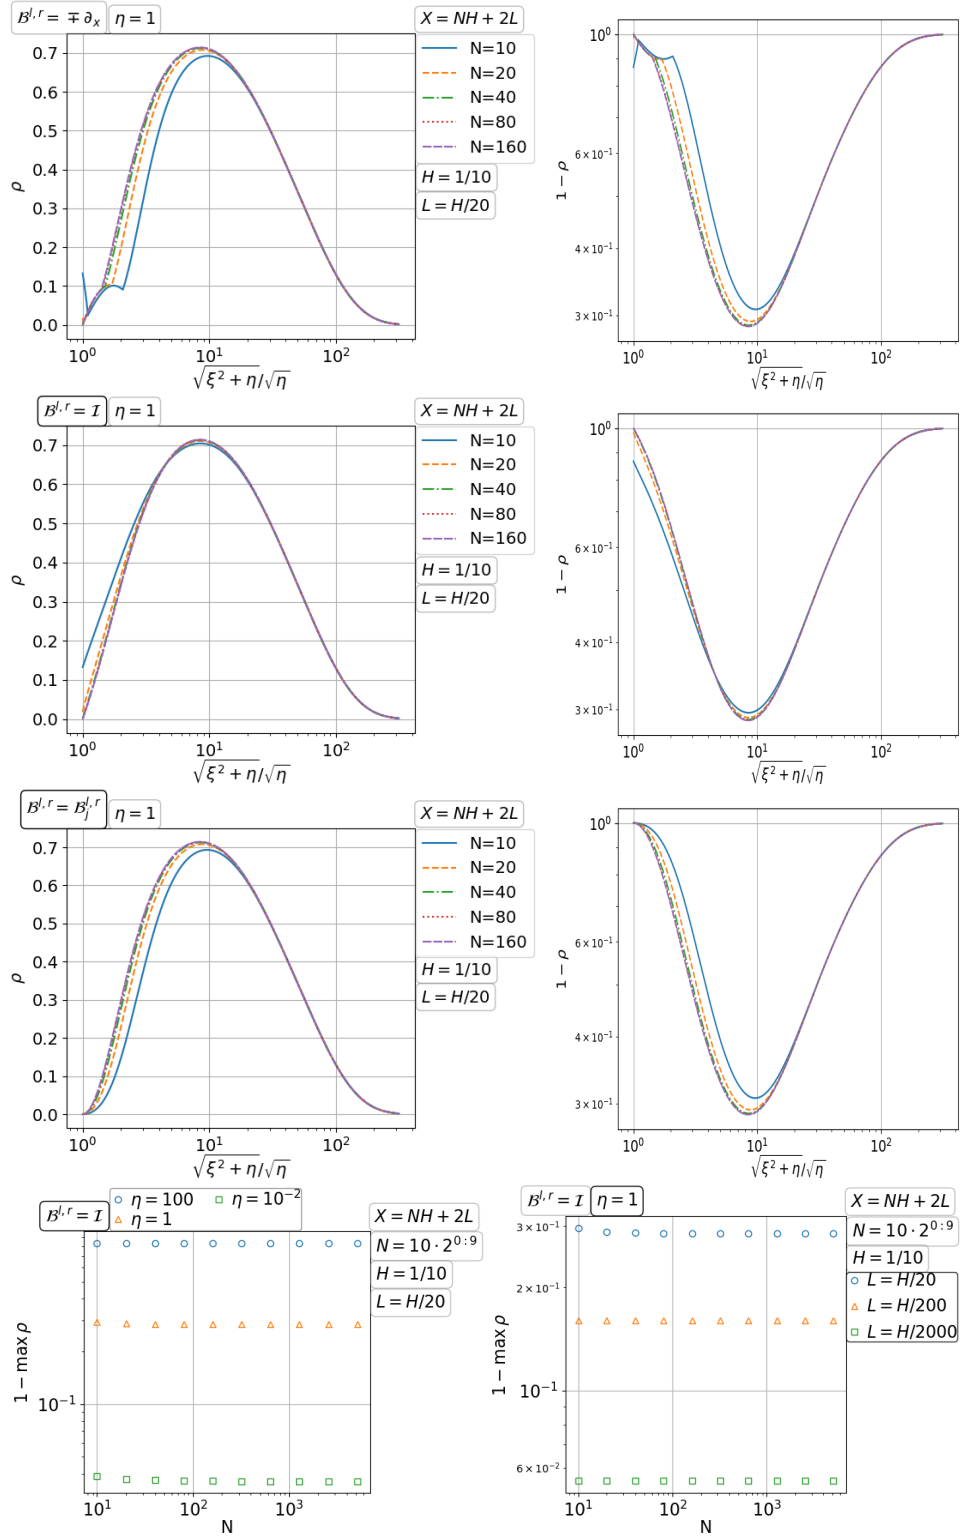 ℬ^{l,r} = ∓ ∂_x  η = 1  X = NH + 2L
N=10
N=20
N=40
N=80
N=160
H = 1/10
L = H/20
0.7
0.6
0.5
0.4
0.3
0.2
0.1
0.0
ρ
10^0 10^1 10^2
√(ξ² + η)/√η
10^0
6 × 10^{-1}
4 × 10^{-1}
3 × 10^{-1}
1 − ρ
10^0 10^1 10^2
√(ξ² + η)/√η
ℬ^{l,r} = ℐ  η = 1  X = NH + 2L
N=10
N=20
N=40
N=80
N=160
H = 1/10
L = H/20
0.7
0.6
0.5
0.4
0.3
0.2
0.1
0.0
ρ
10^0 10^1 10^2
√(ξ² + η)/√η
10^0
6 × 10^{-1}
4 × 10^{-1}
3 × 10^{-1}
1 − ρ
10^0 10^1 10^2
√(ξ² + η)/√η
ℬ^{l,r} = ℬ_j^{l,r}  η = 1  X = NH + 2L
N=10
N=20
N=40
N=80
N=160
H = 1/10
L = H/20
0.7
0.6
0.5
0.4
0.3
0.2
0.1
0.0
ρ
10^0 10^1 10^2
√(ξ² + η)/√η
10^0
6 × 10^{-1}
4 × 10^{-1}
3 × 10^{-1}
1 − ρ
10^0 10^1 10^2
√(ξ² + η)/√η
ℬ^{l,r} = ℐ
η = 100  η = 10^{-2}
η = 1
X = NH + 2L
N = 10 · 2^{0:9}
H = 1/10
L = H/20
1 − max ρ
10^{-1}
10^1 10^2 10^3
N
ℬ^{l,r} = ℐ  η = 1  X = NH + 2L
N = 10 · 2^{0:9}
H = 1/10
L = H/20
L = H/200
L = H/2000
3 × 10^{-1}
2 × 10^{-1}
10^{-1}
6 × 10^{-2}
1 − max ρ
10^1 10^2 10^3
N